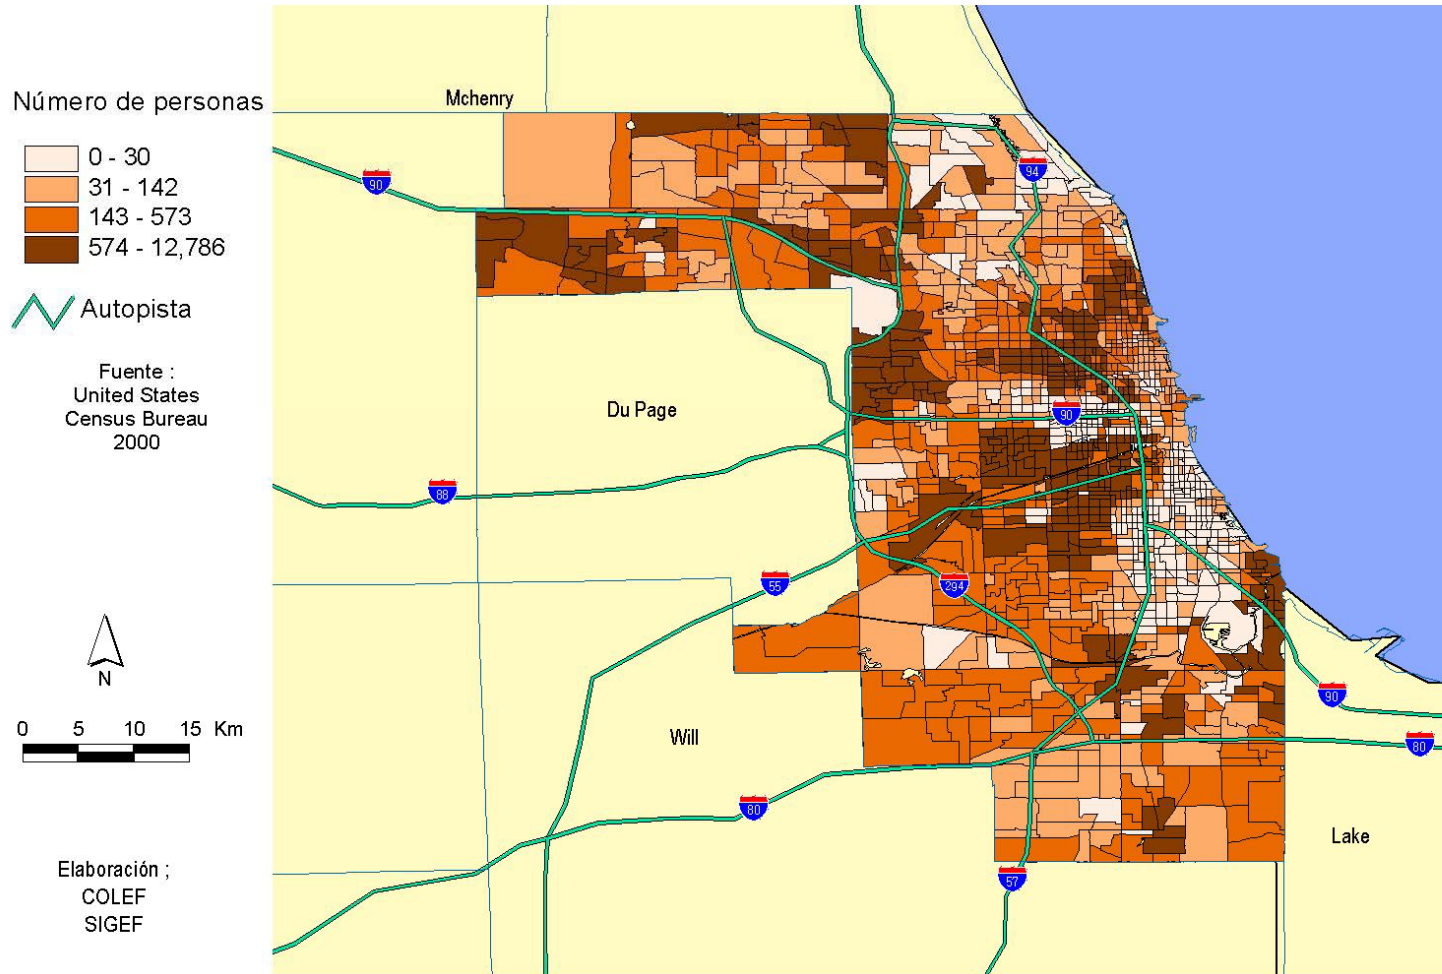 Número de personas
0 - 30
31 - 142
143 - 573
574 - 12,786
Autopista
Fuente :
United States
Census Bureau
2000
N
0 5 10 15 Km
Elaboración ;
COLEF
SIGEF
Mchenry
90
94
Du Page
90
88
55
294
Will
90
80
80
Lake
57